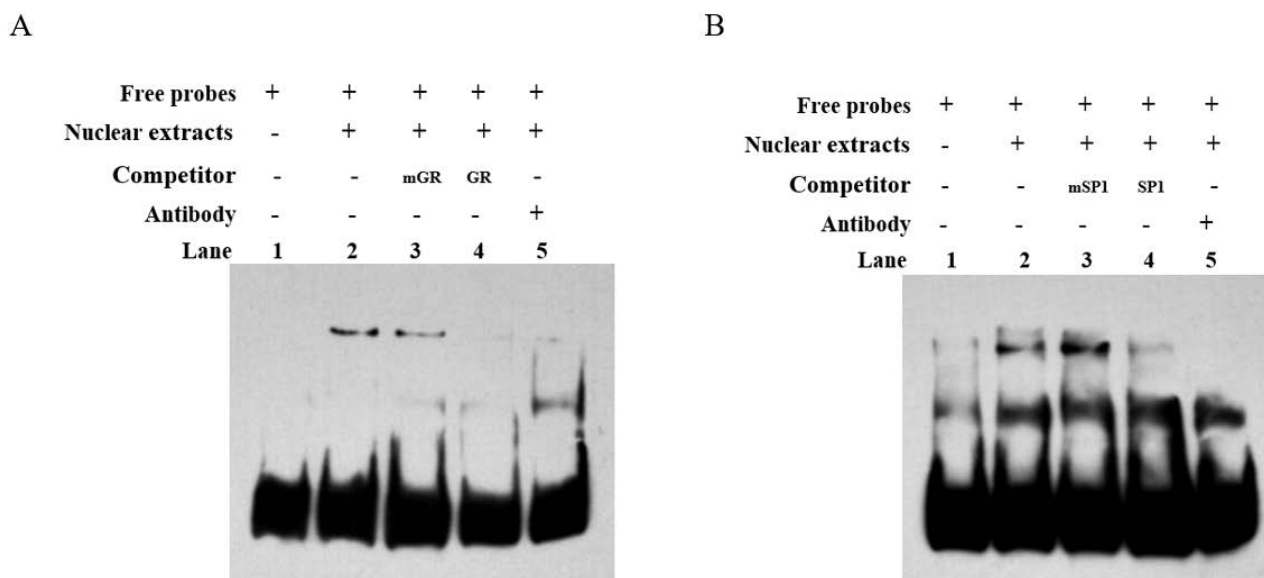 A
Free probes + + + + +
Nuclear extracts - + + + +
Competitor - - mGR GR -
Antibody - - - - +
Lane 1 2 3 4 5
B
Free probes + + + + +
Nuclear extracts - + + + +
Competitor - - mSP1 SP1 -
Antibody - - - - +
Lane 1 2 3 4 5